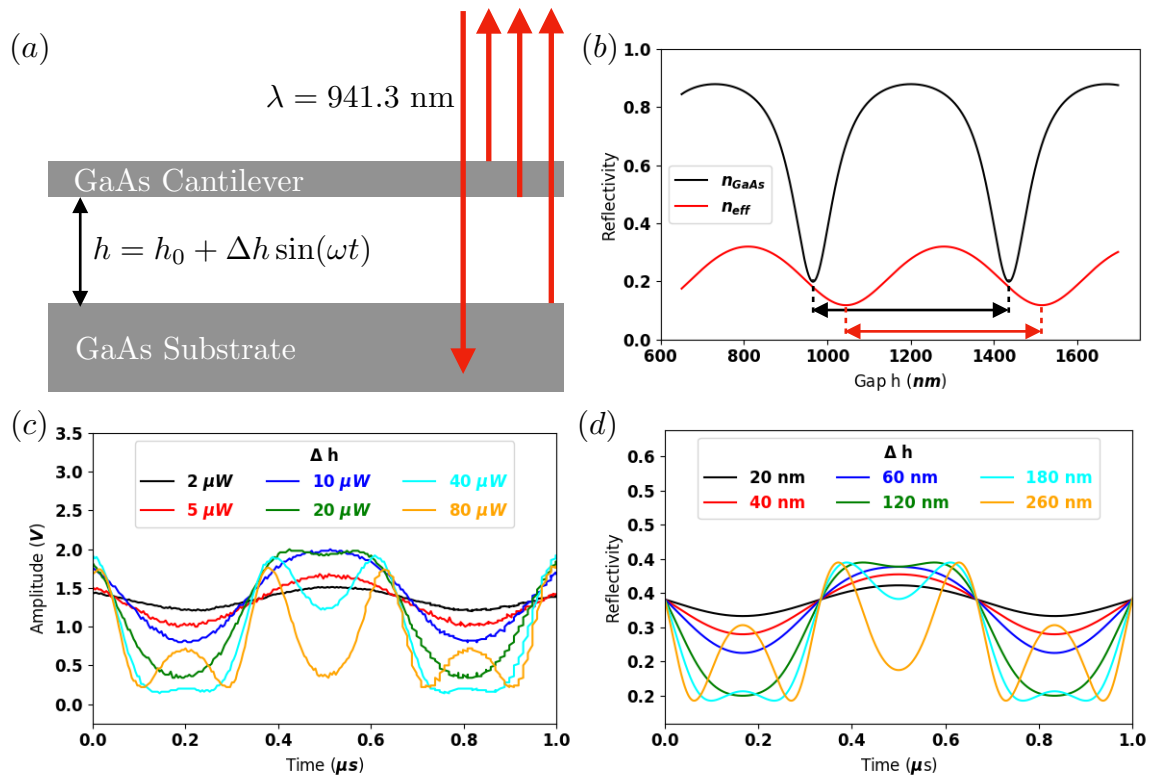 (a)
λ = 941.3 nm
GaAs Cantilever
h = h₀ + Δh sin(ωt)
GaAs Substrate
(b)
1.0
0.8
0.6
0.4
0.2
0.0
Reflectivity
n_GaAs
n_eff
600 800 1000 1200 1400 1600
Gap h (nm)
(c)
3.5
3.0
2.5
2.0
1.5
1.0
0.5
0.0
Amplitude (V)
Δ h
2 μW 10 μW 40 μW
5 μW 20 μW 80 μW
0.0 0.2 0.4 0.6 0.8 1.0
Time (μs)
(d)
0.6
0.5
0.5
0.4
0.4
0.3
0.2
0.2
Reflectivity
Δ h
20 nm 60 nm 180 nm
40 nm 120 nm 260 nm
0.0 0.2 0.4 0.6 0.8 1.0
Time (μs)